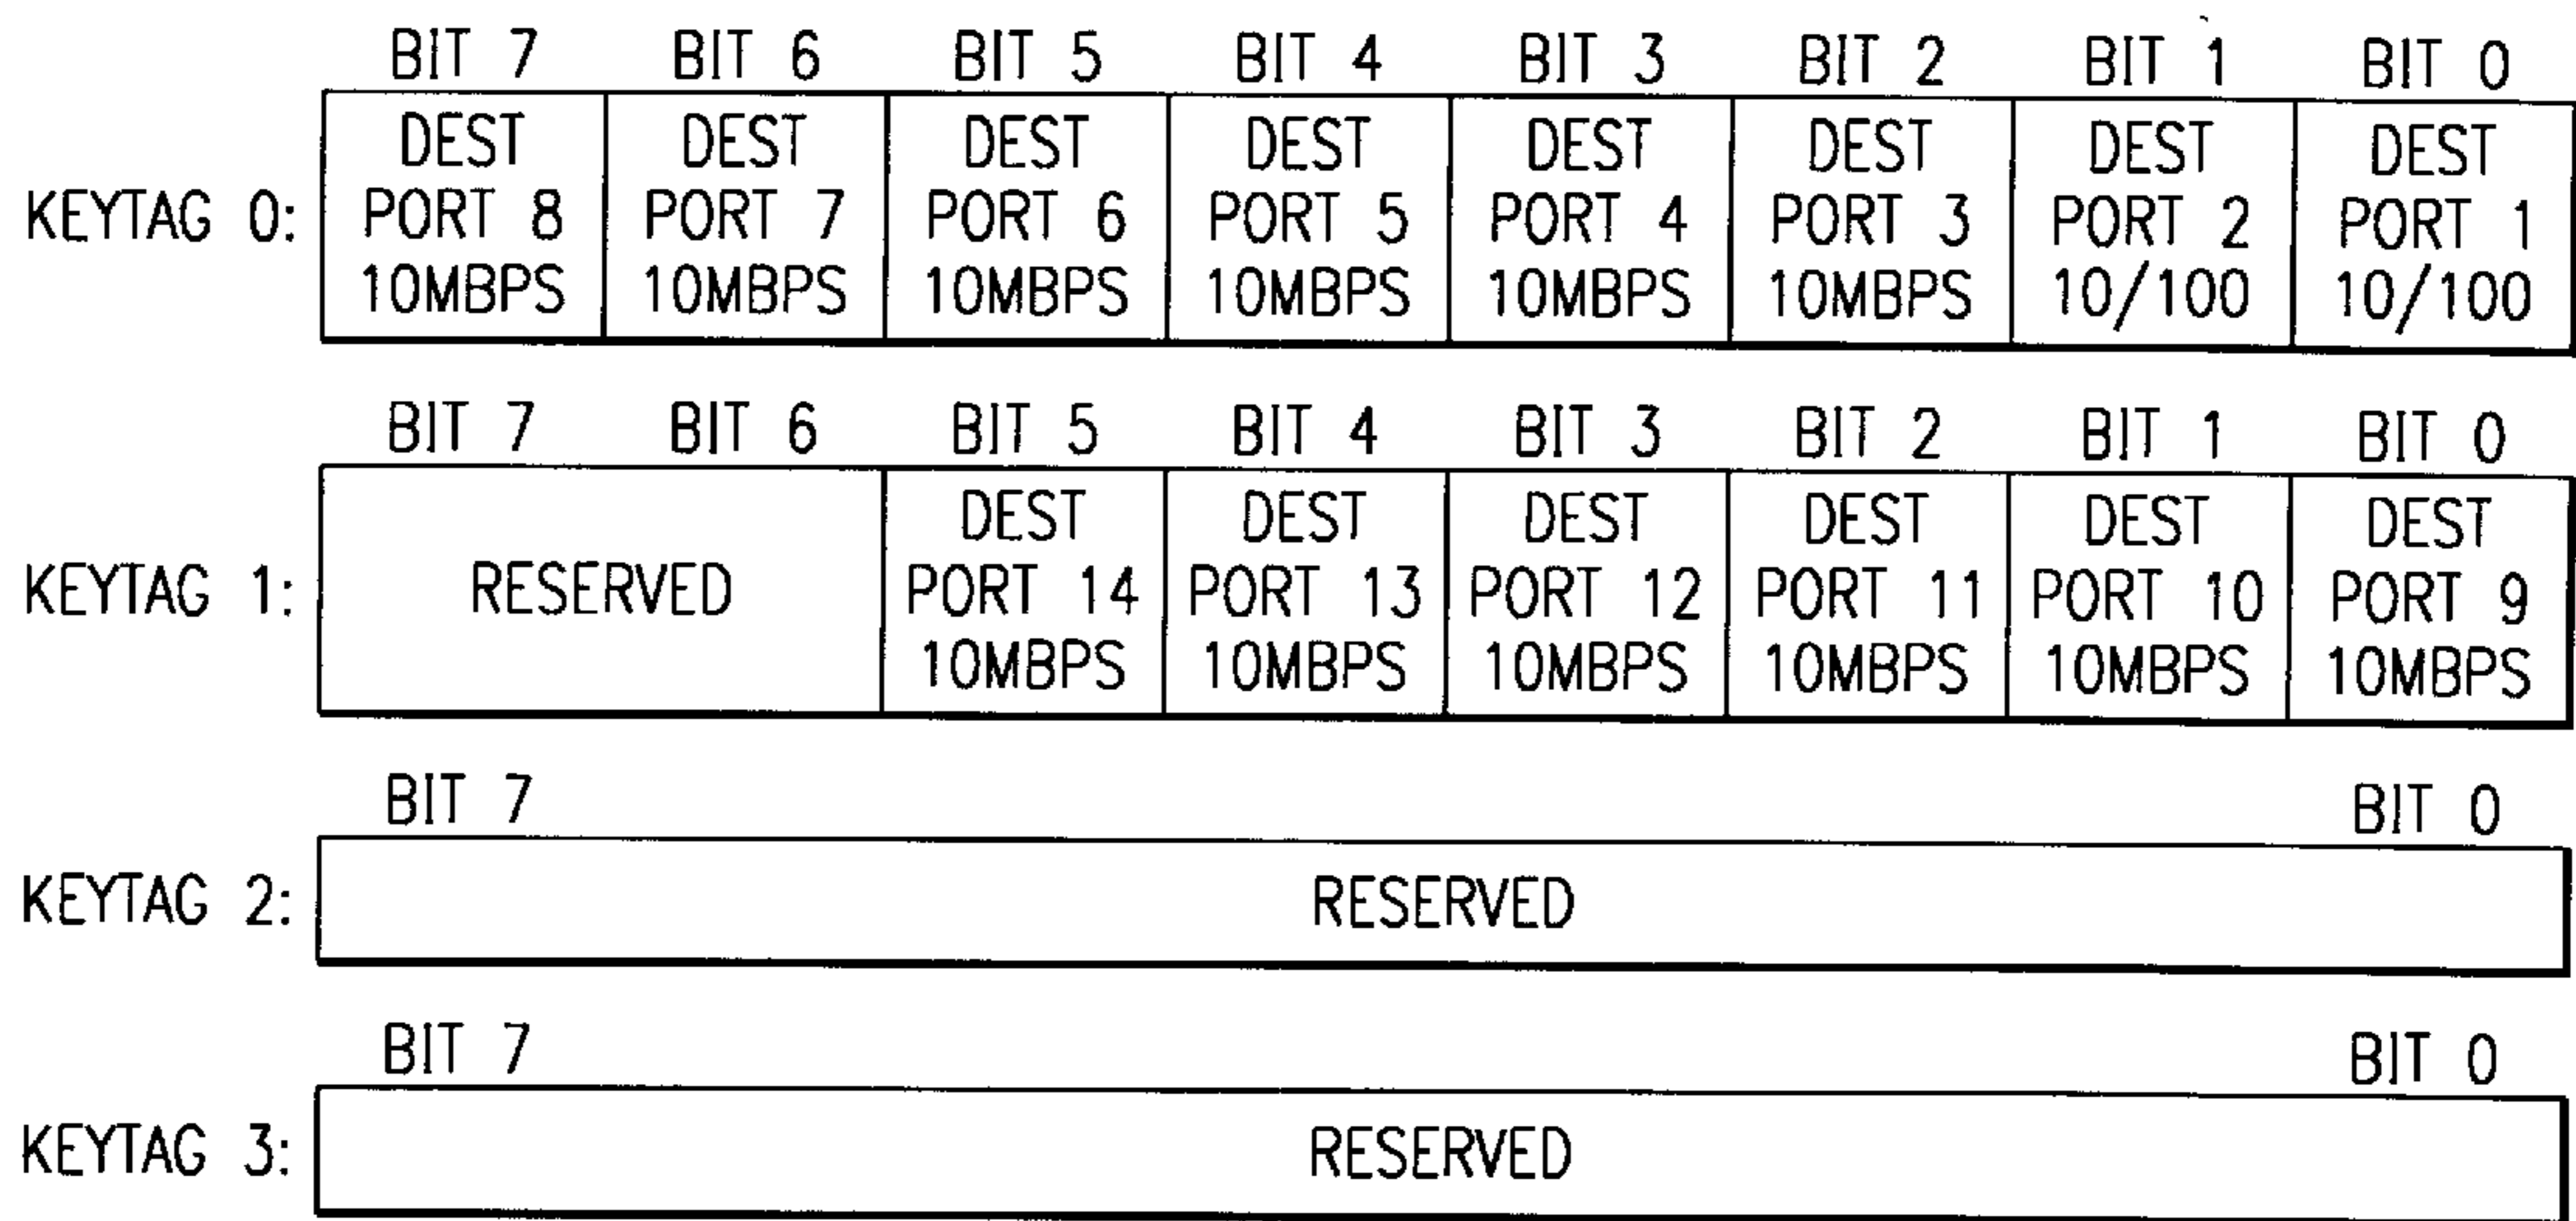 BIT 7 BIT 6 BIT 5 BIT 4 BIT 3 BIT 2 BIT 1 BIT 0
DEST DEST DEST DEST DEST DEST DEST DEST
KEYTAG 0: PORT 8 PORT 7 PORT 6 PORT 5 PORT 4 PORT 3 PORT 2 PORT 1
10MBPS 10MBPS 10MBPS 10MBPS 10MBPS 10MBPS 10/100 10/100
BIT 7 BIT 6 BIT 5 BIT 4 BIT 3 BIT 2 BIT 1 BIT 0
DEST DEST DEST DEST DEST DEST
KEYTAG 1: RESERVED PORT 14 PORT 13 PORT 12 PORT 11 PORT 10 PORT 9
10MBPS 10MBPS 10MBPS 10MBPS 10MBPS 10MBPS
BIT 7 BIT 0
KEYTAG 2: RESERVED
BIT 7 BIT 0
KEYTAG 3: RESERVED